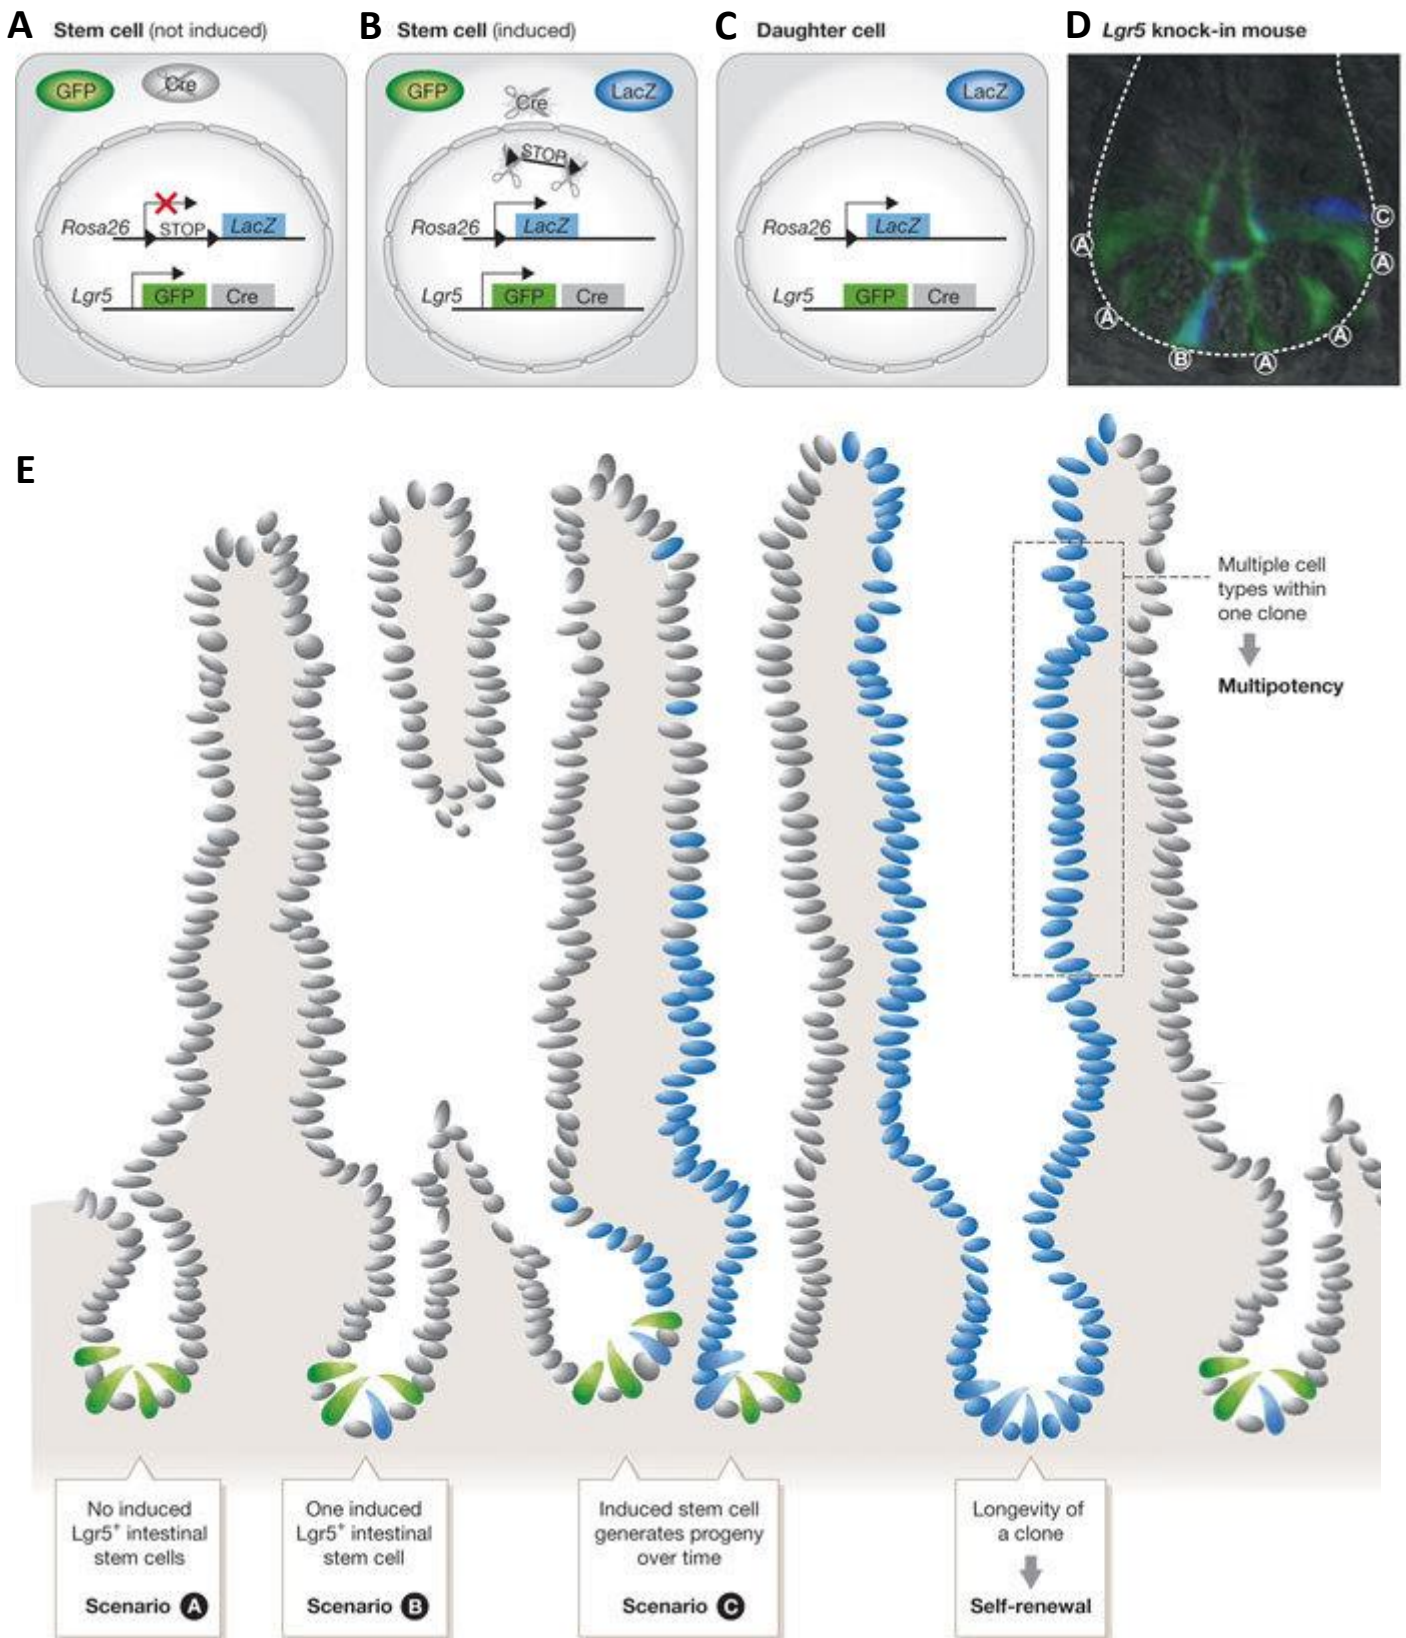 A Stem cell (not induced)
B Stem cell (induced)
C Daughter cell
D Lgr5 knock-in mouse
GFP
Cre
Rosa26
STOP
LacZ
Lgr5
GFP
Cre
GFP
Cre
LacZ
STOP
Rosa26
LacZ
Lgr5
GFP
Cre
LacZ
Rosa26
LacZ
Lgr5
GFP
Cre
C
A
A
A
A
B
A
E
Multiple cell
types within
one clone
Multipotency
No induced
Lgr5+ intestinal
stem cells
Scenario A
One induced
Lgr5+ intestinal
stem cell
Scenario B
Induced stem cell
generates progeny
over time
Scenario C
Longevity of
a clone
Self-renewal